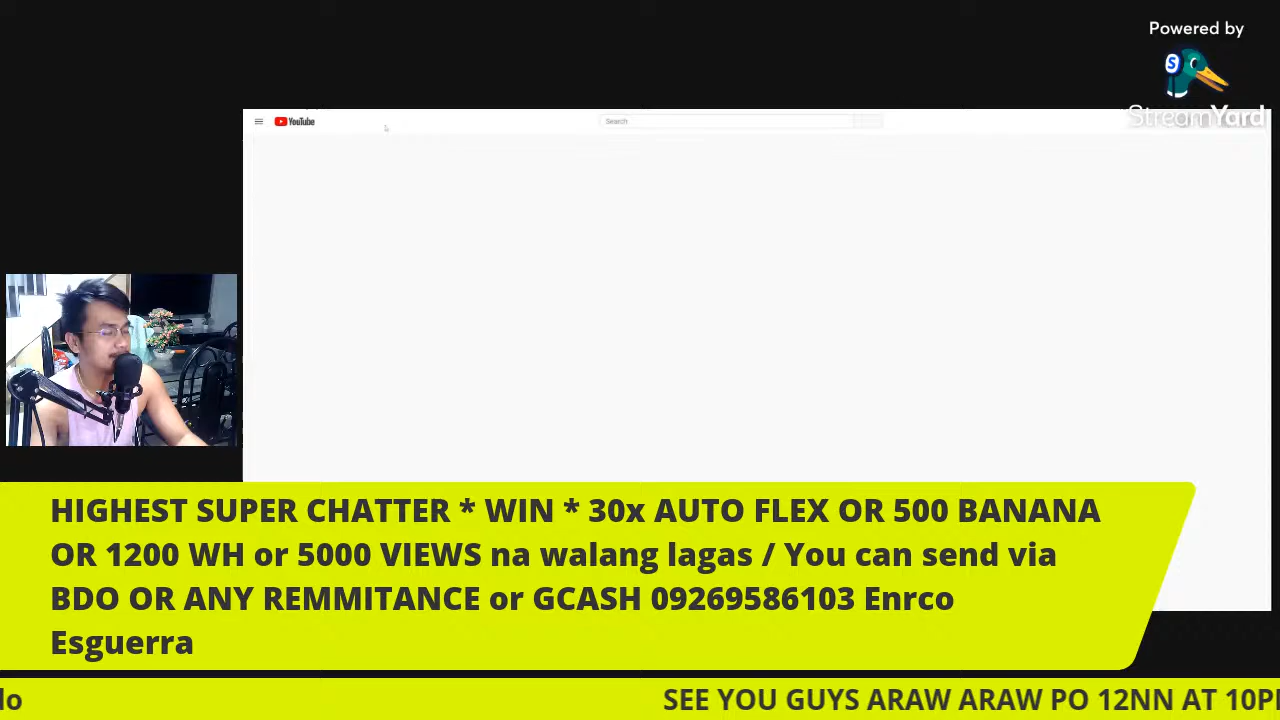 Powered by
S
StreamYard
YouTube
Search
HIGHEST SUPER CHATTER * WIN * 30x AUTO FLEX OR 500 BANANA
OR 1200 WH or 5000 VIEWS na walang lagas / You can send via
BDO OR ANY REMMITANCE or GCASH 09269586103 Enrco
Esguerra
lo
SEE YOU GUYS ARAW ARAW PO 12NN AT 10P